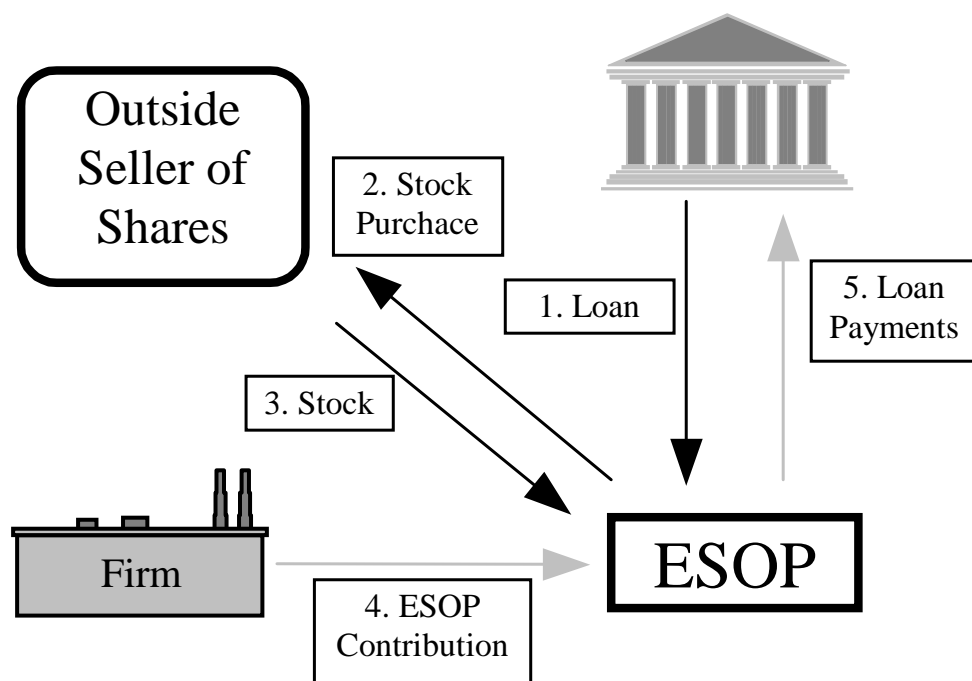 Outside
Seller of
Shares
2. Stock
Purchace
1. Loan
5. Loan
Payments
3. Stock
Firm
ESOP
4. ESOP
Contribution